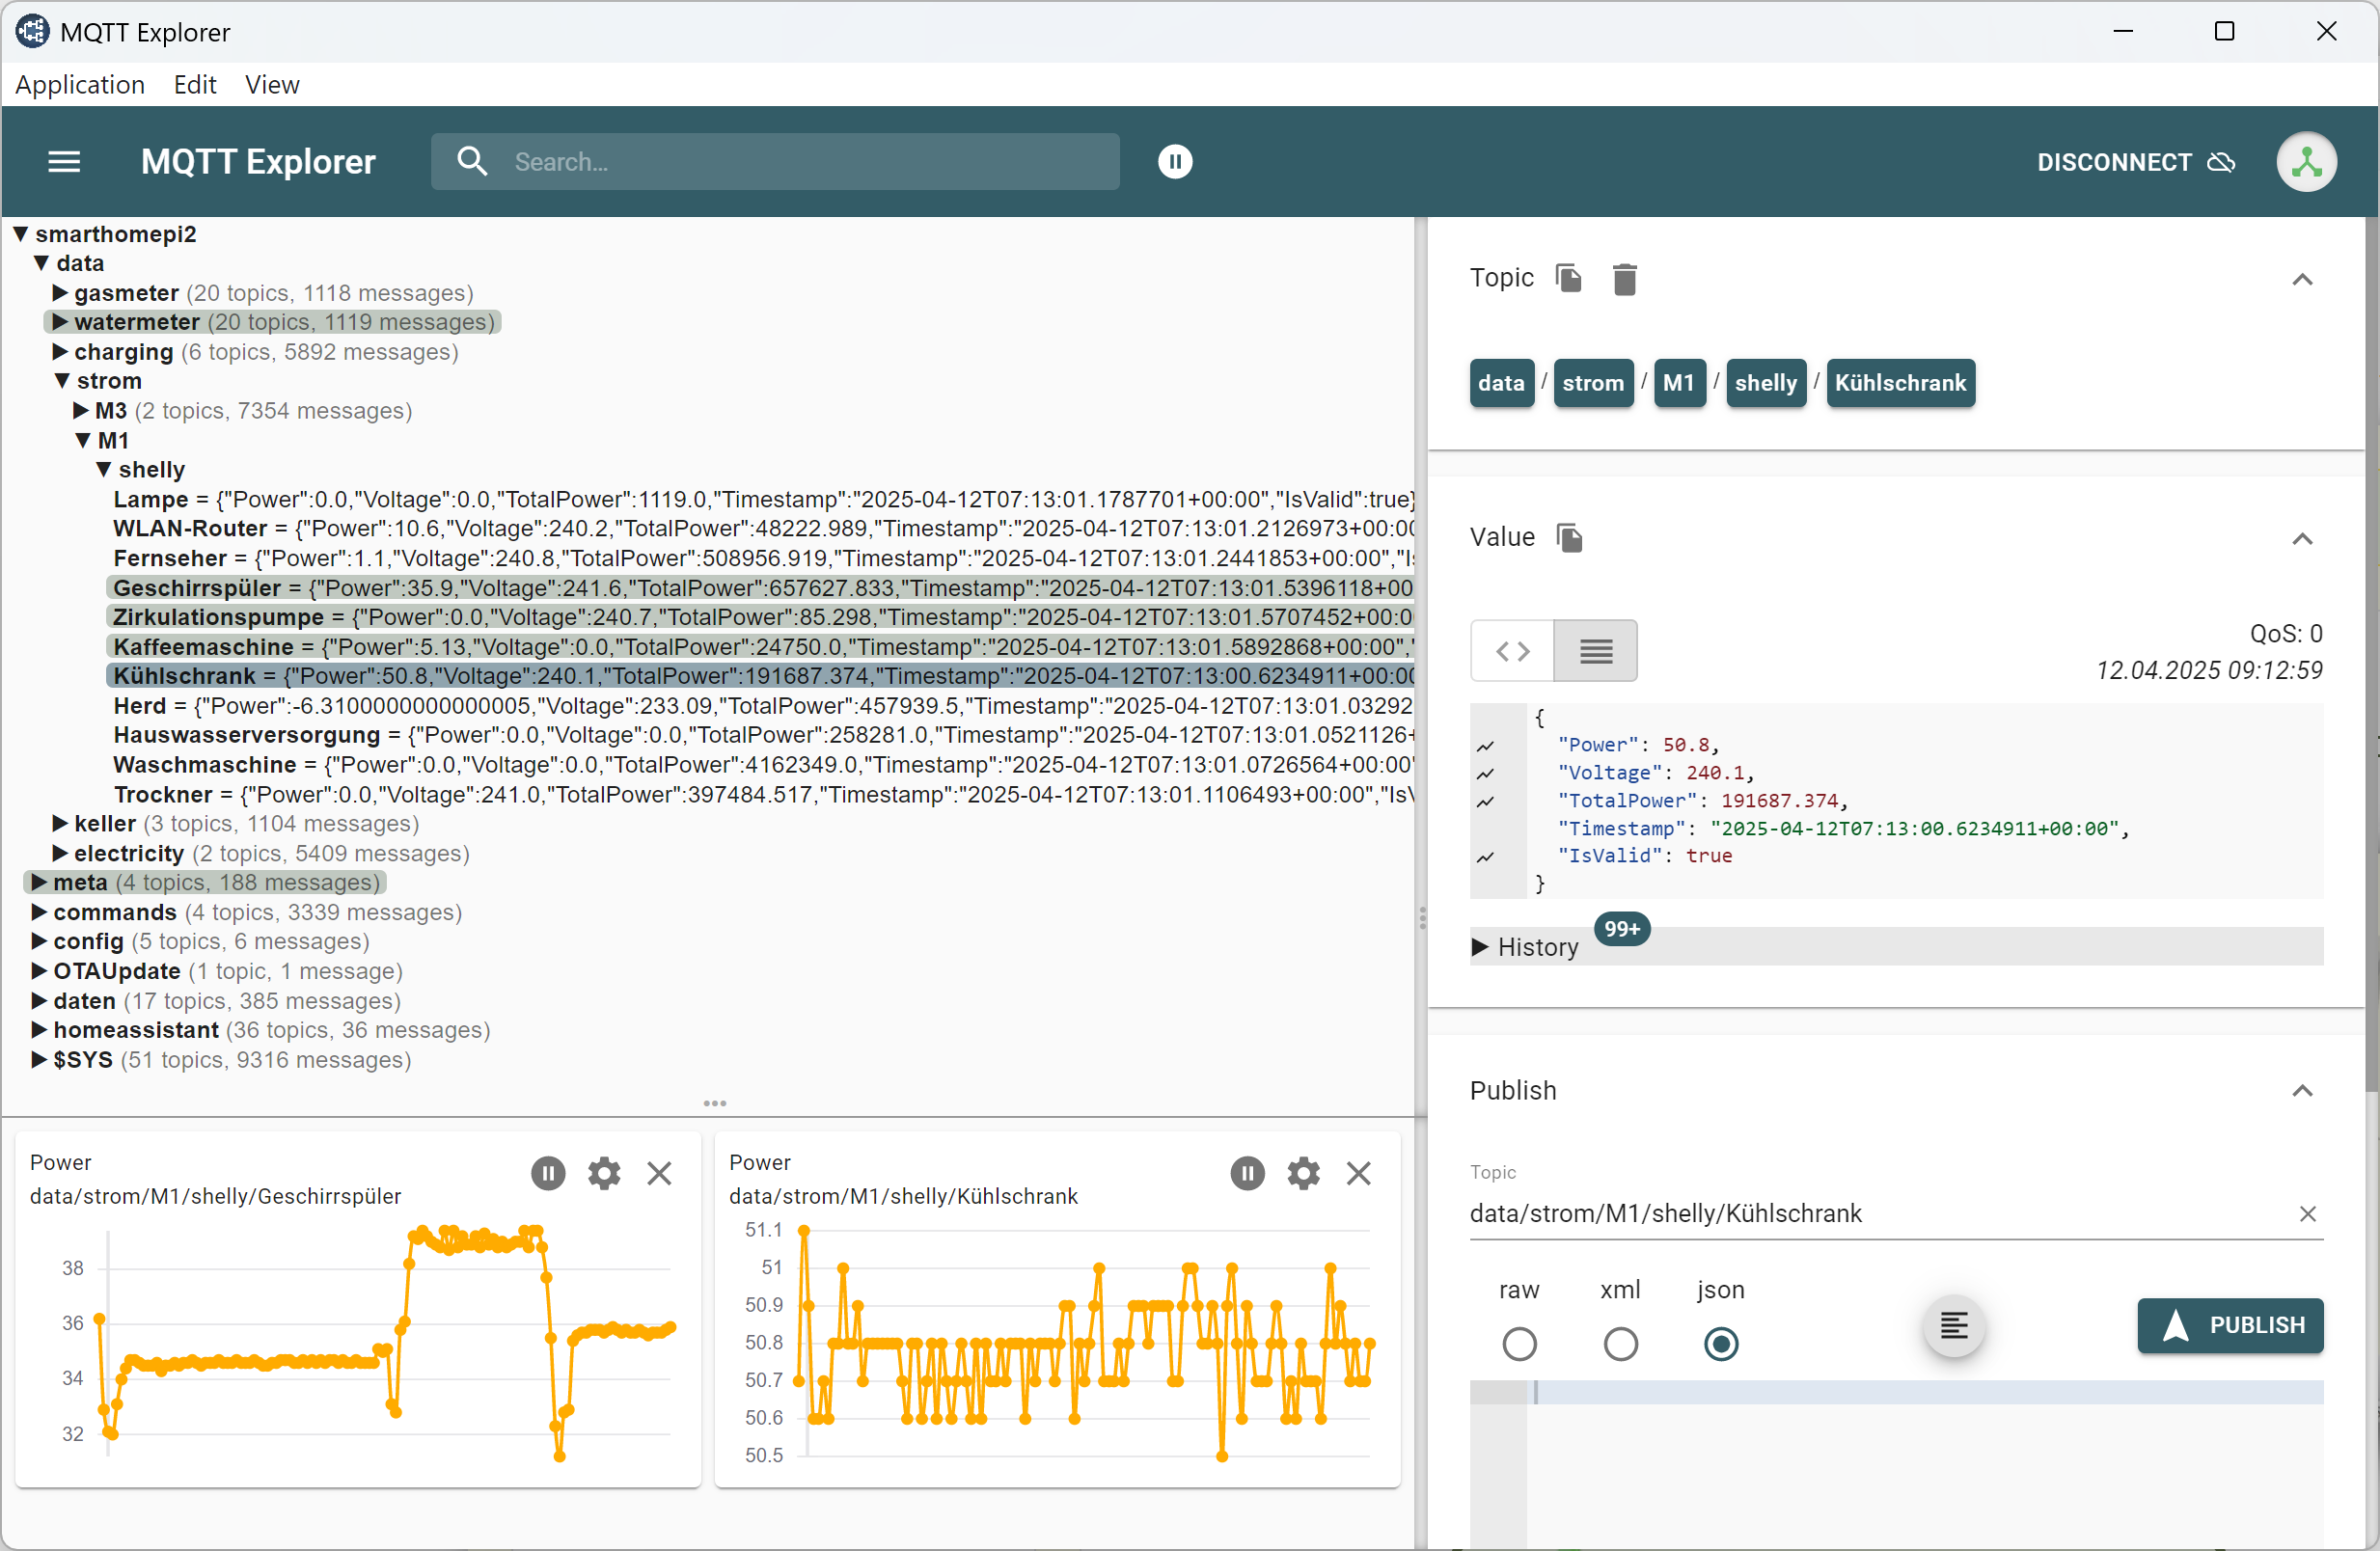 MQTT Explorer
Application Edit View
MQTT Explorer
Search...
DISCONNECT
smarthomepi2
data
gasmeter (20 topics, 1118 messages)
watermeter (20 topics, 1119 messages)
charging (6 topics, 5892 messages)
strom
M3 (2 topics, 7354 messages)
M1
shelly
Lampe = {"Power":0.0,"Voltage":0.0,"TotalPower":1119.0,"Timestamp":"2025-04-12T07:13:01.1787701+00:00","IsValid":true}
WLAN-Router = {"Power":10.6,"Voltage":240.2,"TotalPower":48222.989,"Timestamp":"2025-04-12T07:13:01.2126973+00:00
Fernseher = {"Power":1.1,"Voltage":240.8,"TotalPower":508956.919,"Timestamp":"2025-04-12T07:13:01.2441853+00:00","Is
Geschirrspüler = {"Power":35.9,"Voltage":241.6,"TotalPower":657627.833,"Timestamp":"2025-04-12T07:13:01.5396118+00
Zirkulationspumpe = {"Power":0.0,"Voltage":240.7,"TotalPower":85.298,"Timestamp":"2025-04-12T07:13:01.5707452+00:0
Kaffeemaschine = {"Power":5.13,"Voltage":0.0,"TotalPower":24750.0,"Timestamp":"2025-04-12T07:13:01.5892868+00:00","
Kühlschrank = {"Power":50.8,"Voltage":240.1,"TotalPower":191687.374,"Timestamp":"2025-04-12T07:13:00.6234911+00:00
Herd = {"Power":-6.3100000000000005,"Voltage":233.09,"TotalPower":457939.5,"Timestamp":"2025-04-12T07:13:01.03292
Hauswasserversorgung = {"Power":0.0,"Voltage":0.0,"TotalPower":258281.0,"Timestamp":"2025-04-12T07:13:01.0521126+
Waschmaschine = {"Power":0.0,"Voltage":0.0,"TotalPower":4162349.0,"Timestamp":"2025-04-12T07:13:01.0726564+00:00"
Trockner = {"Power":0.0,"Voltage":241.0,"TotalPower":397484.517,"Timestamp":"2025-04-12T07:13:01.1106493+00:00","IsV
keller (3 topics, 1104 messages)
electricity (2 topics, 5409 messages)
meta (4 topics, 188 messages)
commands (4 topics, 3339 messages)
config (5 topics, 6 messages)
OTAUpdate (1 topic, 1 message)
daten (17 topics, 385 messages)
homeassistant (36 topics, 36 messages)
$SYS (51 topics, 9316 messages)
Power
data/strom/M1/shelly/Geschirrspüler
38
36
34
32
Power
data/strom/M1/shelly/Kühlschrank
51.1
51
50.9
50.8
50.7
50.6
50.5
Topic
data / strom / M1 / shelly / Kühlschrank
Value
QoS: 0
12.04.2025 09:12:59
{
"Power": 50.8,
"Voltage": 240.1,
"TotalPower": 191687.374,
"Timestamp": "2025-04-12T07:13:00.6234911+00:00",
"IsValid": true
}
History 99+
Publish
Topic
data/strom/M1/shelly/Kühlschrank
raw xml json
PUBLISH